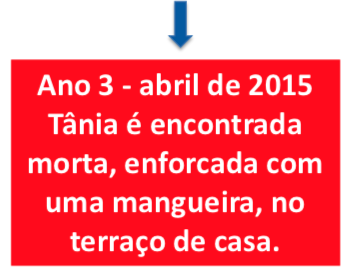 Ano 3 - abril de 2015
Tânia é encontrada
morta, enforcada com
uma mangueira, no
terraço de casa.